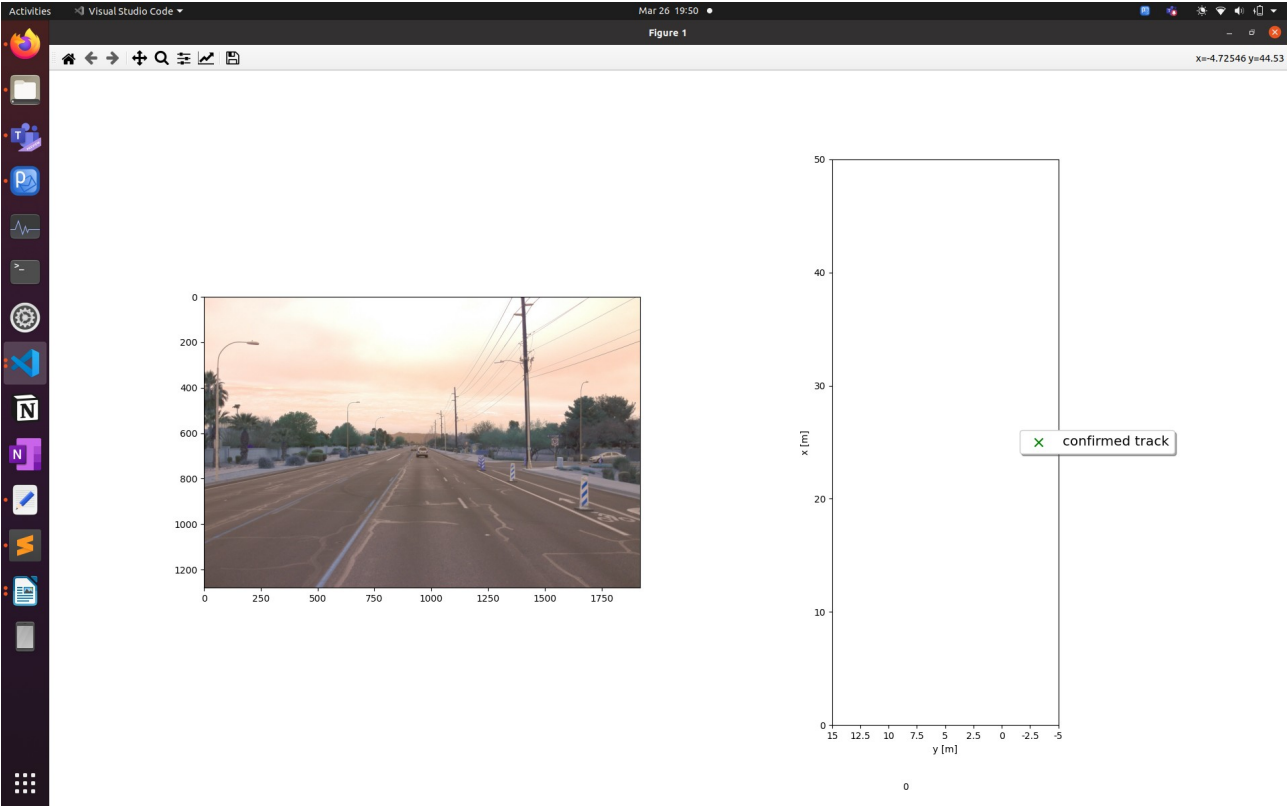 Activities
Visual Studio Code
Mar 26 19:50
Figure 1
x=-4.72546 y=44.53
0
200
400
600
800
1000
1200
0 250 500 750 1000 1250 1500 1750
50
40
30
20
10
0
x [m]
confirmed track
15 12.5 10 7.5 5 2.5 0 -2.5 -5
y [m]
0